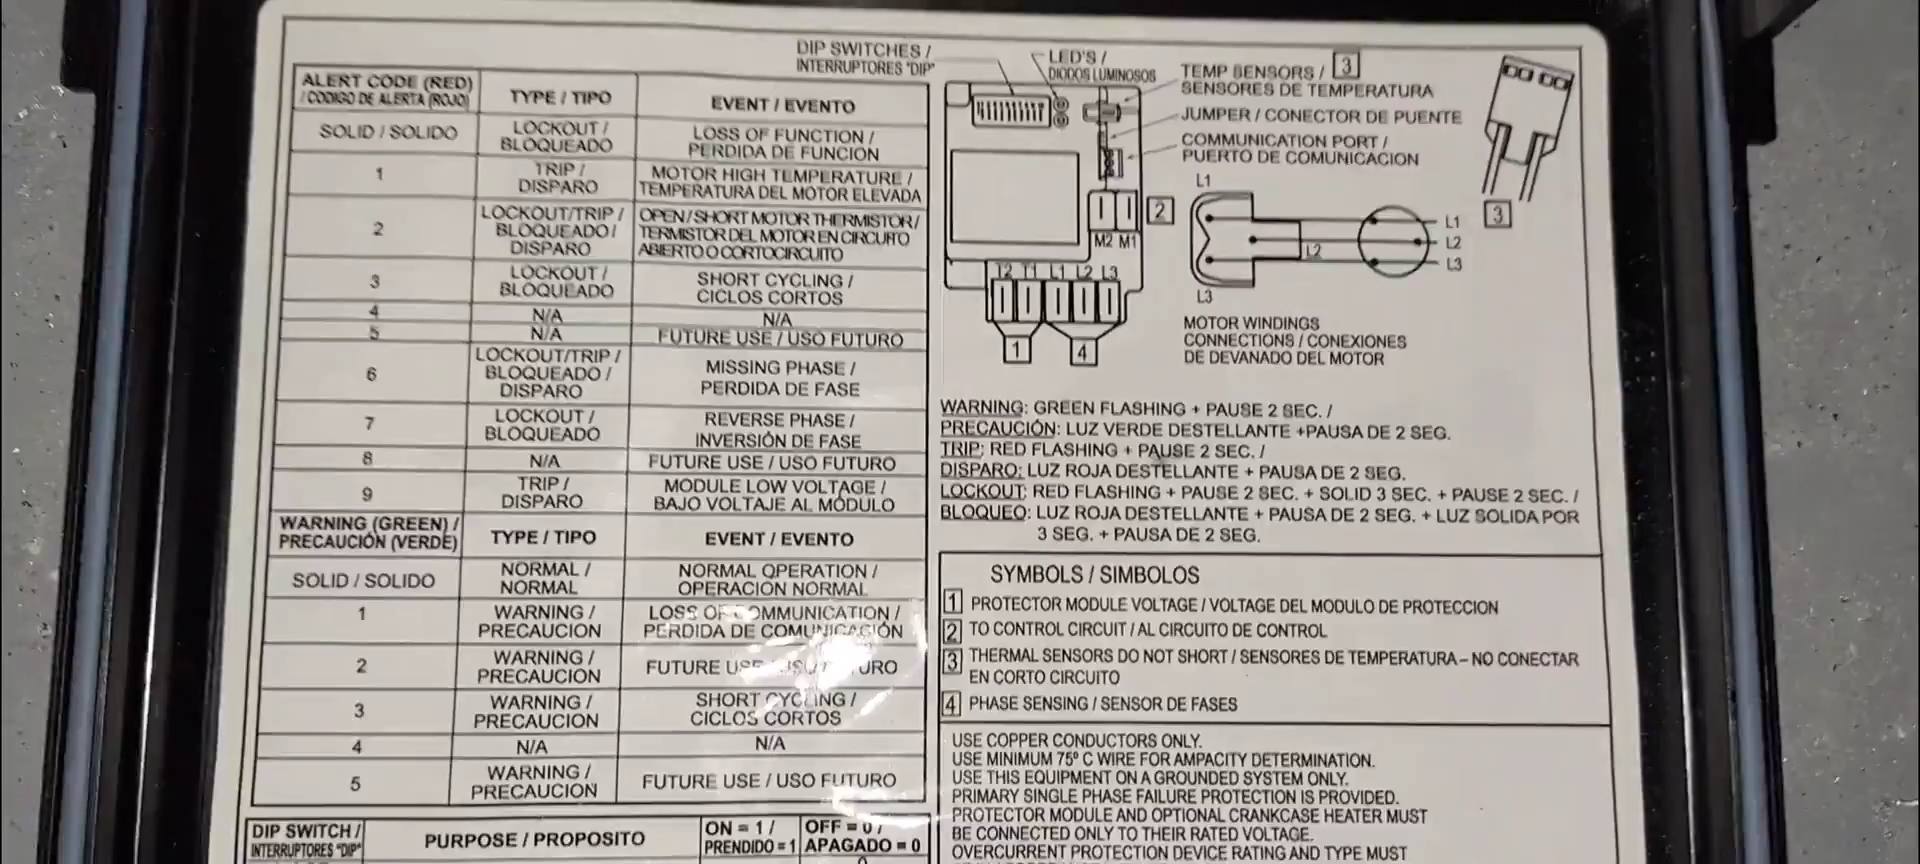 DIP SWITCHES /
INTERRUPTORES "DIP"
LED'S /
DIODOS LUMINOSOS
TEMP SENSORS / 3
SENSORES DE TEMPERATURA
JUMPER / CONECTOR DE PUENTE
COMMUNICATION PORT /
PUERTO DE COMUNICACION
ALERT CODE (RED)
/ CODIGO DE ALERTA (ROJO)
TYPE / TIPO
EVENT / EVENTO
SOLID / SOLIDO
LOCKOUT /
BLOQUEADO
LOSS OF FUNCTION /
PERDIDA DE FUNCION
1
TRIP /
DISPARO
MOTOR HIGH TEMPERATURE /
TEMPERATURA DEL MOTOR ELEVADA
2
LOCKOUT/TRIP /
BLOQUEADO /
DISPARO
OPEN / SHORT MOTOR THERMISTOR /
TERMISTOR DEL MOTOR EN CIRCUITO
ABIERTO O CORTOCIRCUITO
3
LOCKOUT /
BLOQUEADO
SHORT CYCLING /
CICLOS CORTOS
4
N/A
N/A
5
N/A
FUTURE USE / USO FUTURO
6
LOCKOUT/TRIP /
BLOQUEADO /
DISPARO
MISSING PHASE /
PERDIDA DE FASE
7
LOCKOUT /
BLOQUEADO
REVERSE PHASE /
INVERSIÓN DE FASE
8
N/A
FUTURE USE / USO FUTURO
9
TRIP /
DISPARO
MODULE LOW VOLTAGE /
BAJO VOLTAJE AL MÓDULO
WARNING (GREEN) /
PRECAUCIÓN (VERDE)
TYPE / TIPO
EVENT / EVENTO
SOLID / SOLIDO
NORMAL /
NORMAL
NORMAL OPERATION /
OPERACIÓN NORMAL
1
WARNING /
PRECAUCION
LOSS OF COMMUNICATION /
PERDIDA DE COMUNICACIÓN
2
WARNING /
PRECAUCION
FUTURE USE / USO FUTURO
3
WARNING /
PRECAUCION
SHORT CYCLING /
CICLOS CORTOS
4
N/A
N/A
5
WARNING /
PRECAUCION
FUTURE USE / USO FUTURO
DIP SWITCH /
INTERRUPTORES "DIP"
PURPOSE / PROPOSITO
ON = 1 /
PRENDIDO = 1
OFF = 0 /
APAGADO = 0
2
M2 M1
T2 T1 L1 L2 L3
1
4
L1
L2
L3
L1
L2
L3
3
MOTOR WINDINGS
CONNECTIONS / CONEXIONES
DE DEVANADO DEL MOTOR
WARNING: GREEN FLASHING + PAUSE 2 SEC. /
PRECAUCIÓN: LUZ VERDE DESTELLANTE +PAUSA DE 2 SEG.
TRIP: RED FLASHING + PAUSE 2 SEC. /
DISPARO: LUZ ROJA DESTELLANTE + PAUSA DE 2 SEG.
LOCKOUT: RED FLASHING + PAUSE 2 SEC. + SOLID 3 SEC. + PAUSE 2 SEC. /
BLOQUEO: LUZ ROJA DESTELLANTE + PAUSA DE 2 SEG. + LUZ SOLIDA POR
3 SEG. + PAUSA DE 2 SEG.
SYMBOLS / SIMBOLOS
1 PROTECTOR MODULE VOLTAGE / VOLTAGE DEL MODULO DE PROTECCION
2 TO CONTROL CIRCUIT / AL CIRCUITO DE CONTROL
3 THERMAL SENSORS DO NOT SHORT / SENSORES DE TEMPERATURA – NO CONECTAR
EN CORTO CIRCUITO
4 PHASE SENSING / SENSOR DE FASES
USE COPPER CONDUCTORS ONLY.
USE MINIMUM 75º C WIRE FOR AMPACITY DETERMINATION.
USE THIS EQUIPMENT ON A GROUNDED SYSTEM ONLY.
PRIMARY SINGLE PHASE FAILURE PROTECTION IS PROVIDED.
PROTECTOR MODULE AND OPTIONAL CRANKCASE HEATER MUST
BE CONNECTED ONLY TO THEIR RATED VOLTAGE.
OVERCURRENT PROTECTION DEVICE RATING AND TYPE MUST